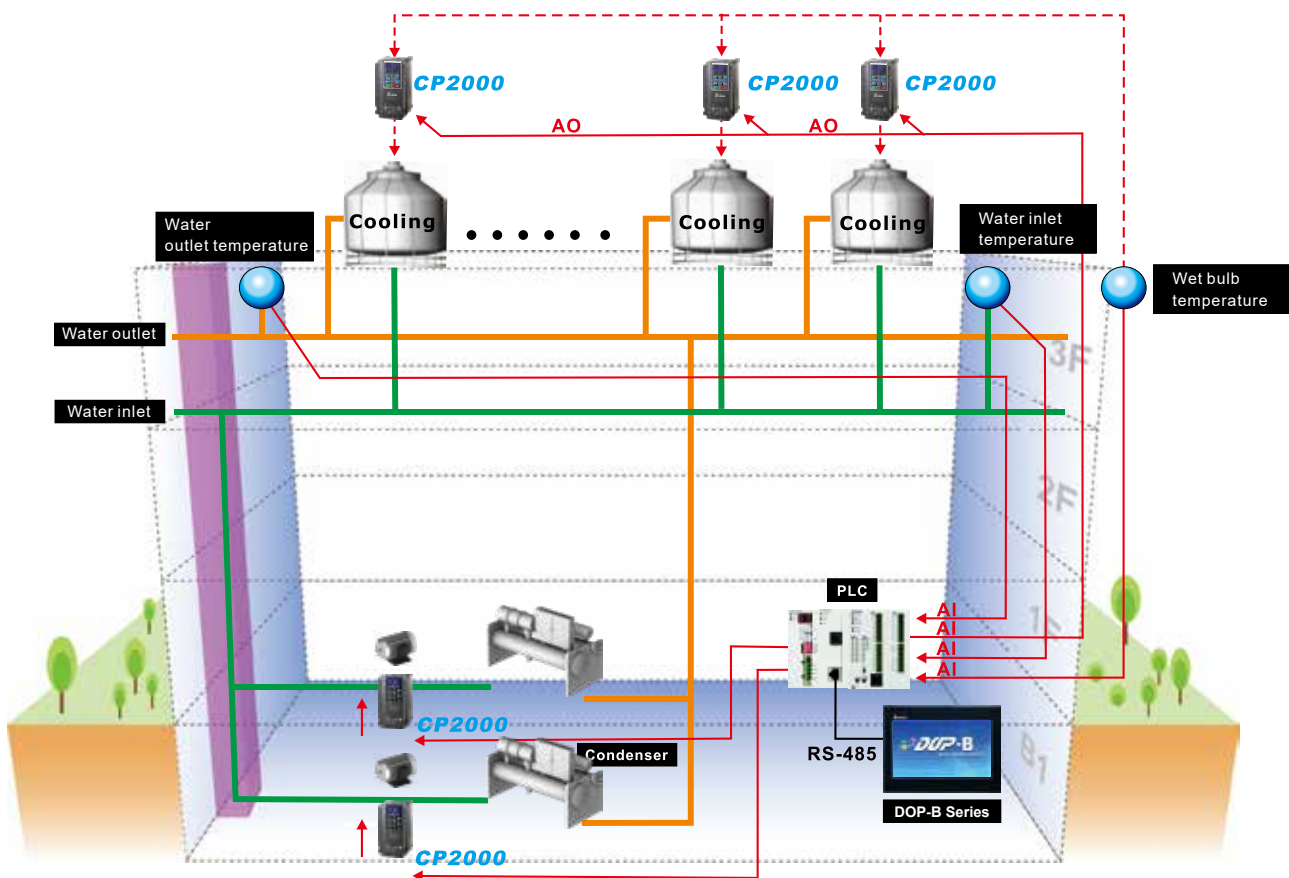 CP2000
CP2000
CP2000
AO
AO
Cooling
Cooling
Cooling
Water
outlet temperature
Water inlet
temperature
Wet bulb
temperature
Water outlet
3F
Water inlet
2F
PLC
AI
AI
1F
AI
AI
CP2000
DOP-B
RS-485
Condenser
B1
DOP-B Series
CP2000